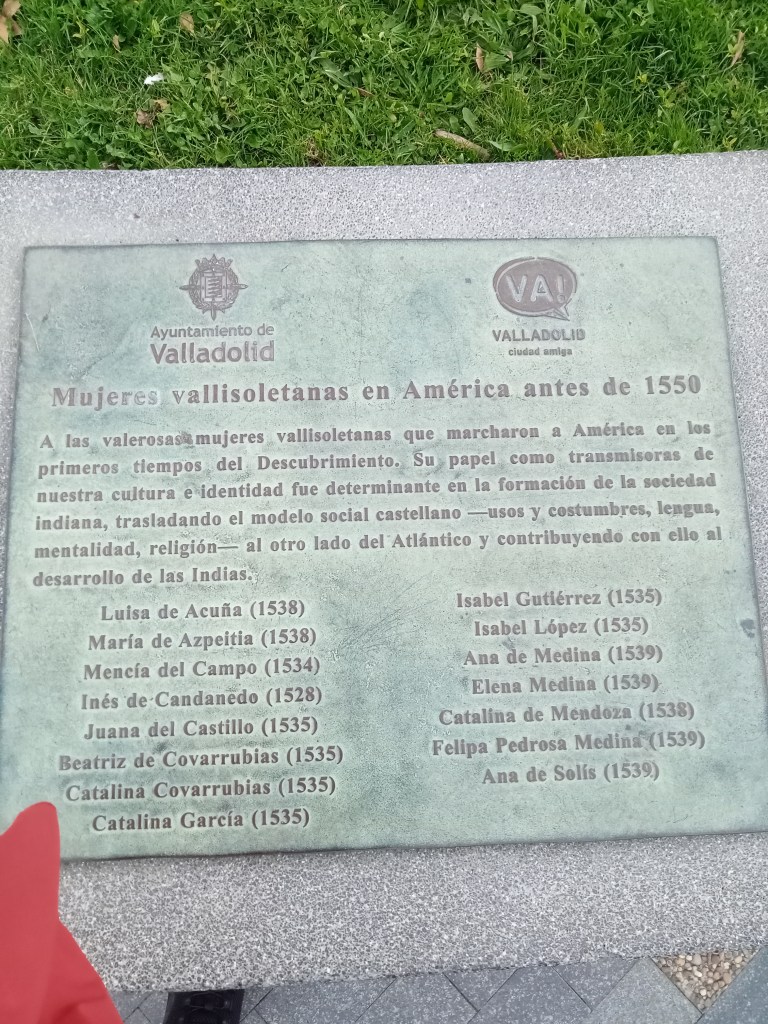 Ayuntamiento de
Valladolid
VA!
VALLADOLID
ciudad amiga
Mujeres vallisoletanas en América antes de 1550
A las valerosas mujeres vallisoletanas que marcharon a América en los
primeros tiempos del Descubrimiento. Su papel como transmisoras de
nuestra cultura e identidad fue determinante en la formación de la sociedad
indiana, trasladando el modelo social castellano —usos y costumbres, lengua,
mentalidad, religión— al otro lado del Atlántico y contribuyendo con ello al
desarrollo de las Indias.
Luisa de Acuña (1538)
María de Azpeitia (1538)
Mencía del Campo (1534)
Inés de Candanedo (1528)
Juana del Castillo (1535)
Beatriz de Covarrubias (1535)
Catalina Covarrubias (1535)
Catalina García (1535)
Isabel Gutiérrez (1535)
Isabel López (1535)
Ana de Medina (1539)
Elena Medina (1539)
Catalina de Mendoza (1538)
Felipa Pedrosa Medina (1539)
Ana de Solís (1539)